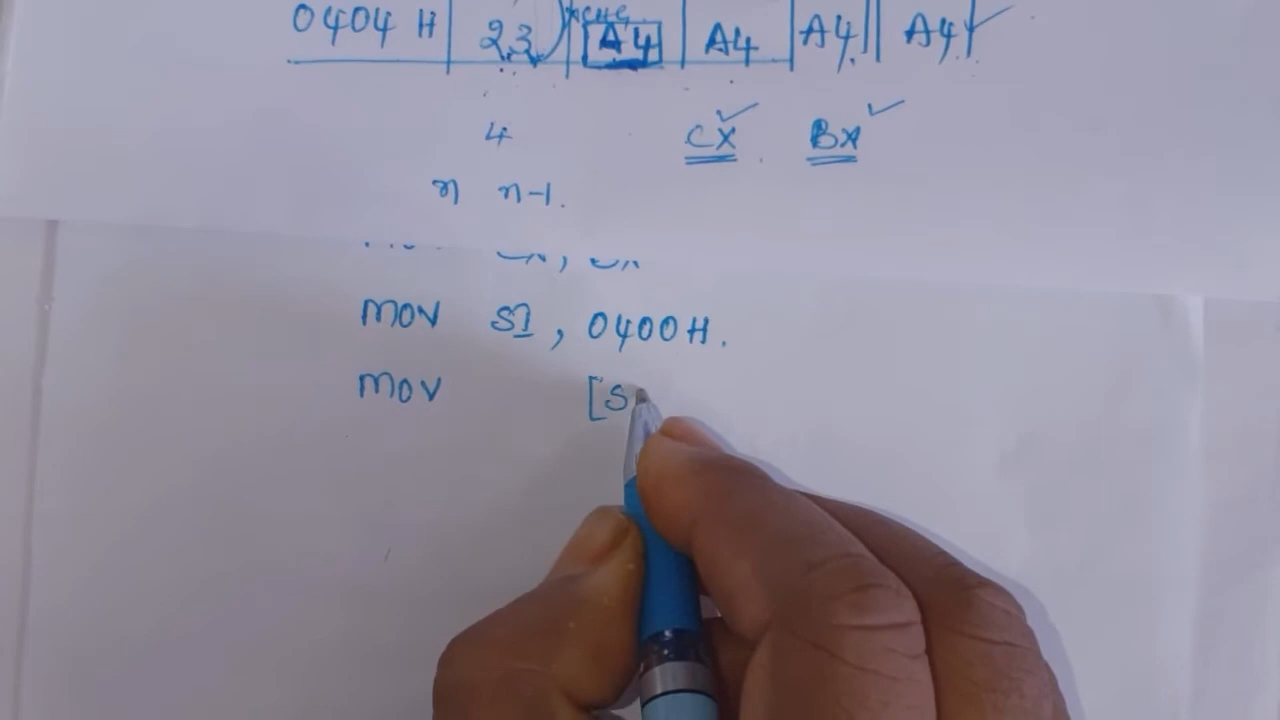 0404 H 23 A4 A4 A4 A4
4 CX BX
n n-1.
MOV SI, 0400H.
MOV [S